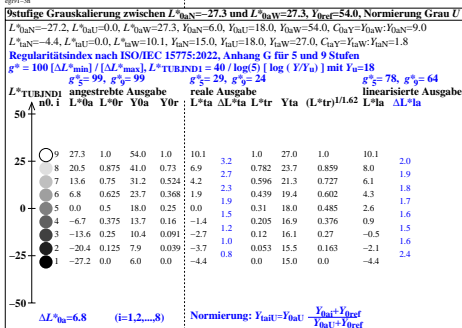 egrv1-3n
9stufige Grauskalierung zwischen L*0aN=−27.3 und L*0aW=27.3, Y0ref=54.0, Normierung Grau U
L*0aN=−27.2, L*0aU=0.0, L*0aW=27.3, Y0aN=6.0, Y0aU=18.0, Y0aW=54.0, C0aY=Y0aW:Y0aN=9.0
L*taN=−4.4, L*taU=0.0, L*taW=10.1, YtaN=15.0, YtaU=18.0, YtaW=27.0, CtaY=YtaW:YtaN=1.8
Regularitätsindex nach ISO/IEC 15775:2022, Anhang G für 5 und 9 Stufen
g* = 100 [ΔL*min] / [ΔL*max], L*TUBJND1 = 40 / log(5) [ log ( Y/Yu) ] mit Yu=18
g*5= 99, g*9= 99 g*5= 29, g*9= 24 g*5= 78, g*9= 64
L*TUBJND1 angestrebte Ausgabe reale Ausgabe linearisierte Ausgabe
n0. i L*0a L*0r Y0a Y0r L*ta ΔL*ta L*tr Yta (L*tr)1/1.62 L*la ΔL*la
50
9 27.3 1.0 54.0 1.0 10.1 1.0 27.0 1.0 10.1
3.2 2.0
8 20.5 0.875 41.0 0.73 6.9 0.782 23.7 0.859 8.0
2.7 1.9
25
7 13.6 0.75 31.2 0.524 4.2 0.596 21.3 0.727 6.1
2.3 1.8
6 6.8 0.625 23.7 0.368 1.9 0.439 19.4 0.602 4.3
1.9 1.7
0
5 0.0 0.5 18.0 0.25 0.0 0.31 18.0 0.485 2.6
1.5 1.6
4 −6.7 0.375 13.7 0.16 −1.4 0.205 16.9 0.376 0.9
1.2 1.5
3 −13.6 0.25 10.4 0.091 −2.7 0.12 16.1 0.27 −0.5
1.0 1.6
−25
2 −20.4 0.125 7.9 0.039 −3.4 0.053 15.5 0.163 −2.1
0.8 2.4
1 −27.2 0.0 6.0 0.0 −4.4 0.0 15.0 0.0 −4.4
−50
ΔL*0a=6.8 (i=1,2,...,8) Normierung: YtaiU=Y0aU (Y0ai+Y0ref)/(Y0aU+Y0ref)